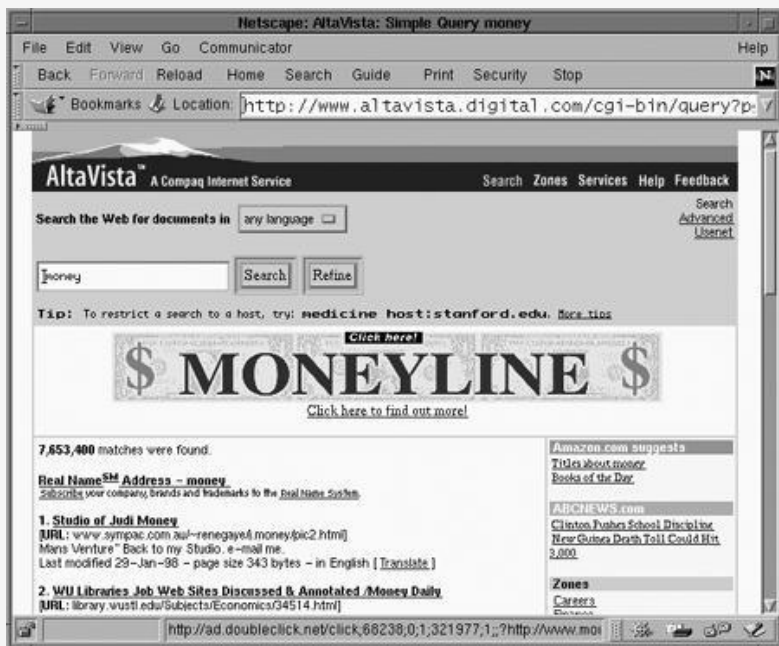 Netscape: AltaVista: Simple Query money
File Edit View Go Communicator Help
Back Forward Reload Home Search Guide Print Security Stop N
Bookmarks Location: http://www.altavista.digital.com/cgi-bin/query?p
AltaVista™ A Compaq Internet Service Search Zones Services Help Feedback
Search the Web for documents in any language
Search
Advanced
Usenet
money Search Refine
Tip: To restrict a search to a host, try: medicine host:stanford.edu. More tips
Click here!
$ MONEYLINE $
Click here to find out more!
7,653,400 matches were found.
Real Name SM Address - money
Subscribe your company, brands and trademarks to the Real Name System.
1. Studio of Judi Money
[URL: www.sympac.com.au/~renegaye/j.money/pic2.html]
Mans Venture" Back to my Studio. e-mail me.
Last modified 29-Jan-98 - page size 343 bytes - in English [ Translate ]
2. WU Libraries Job Web Sites Discussed & Annotated /Money Daily
[URL: library.wustl.edu/Subjects/Economics/34514.html]
Amazon.com suggests
Titles about money
Books of the Day
ABCNEWS.com
Clinton Pushes School Discipline
New Guinea Death Toll Could Hit
3,000
Zones
Careers
Finance
http://ad.doubleclick.net/click;68238;0;1;321977;1;;?http://www.mo